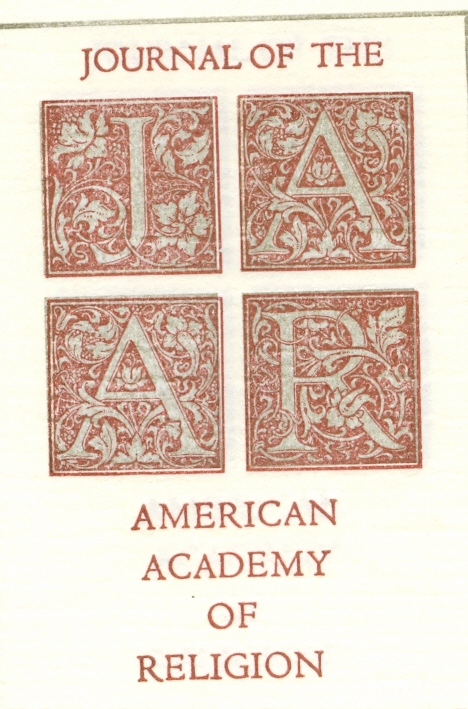 JOURNAL OF THE
J A
A R
AMERICAN
ACADEMY
OF
RELIGION